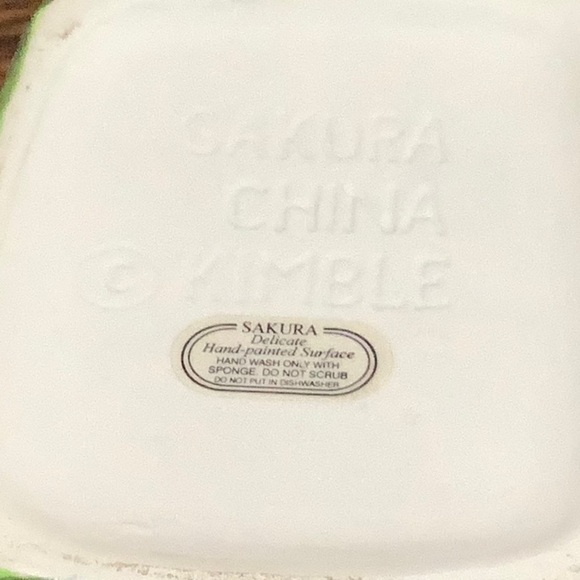 SAKURA
CHINA
© KIMBLE
SAKURA
Delicate
Hand-painted Surface
HAND WASH ONLY WITH
SPONGE. DO NOT SCRUB
DO NOT PUT IN DISHWASHER